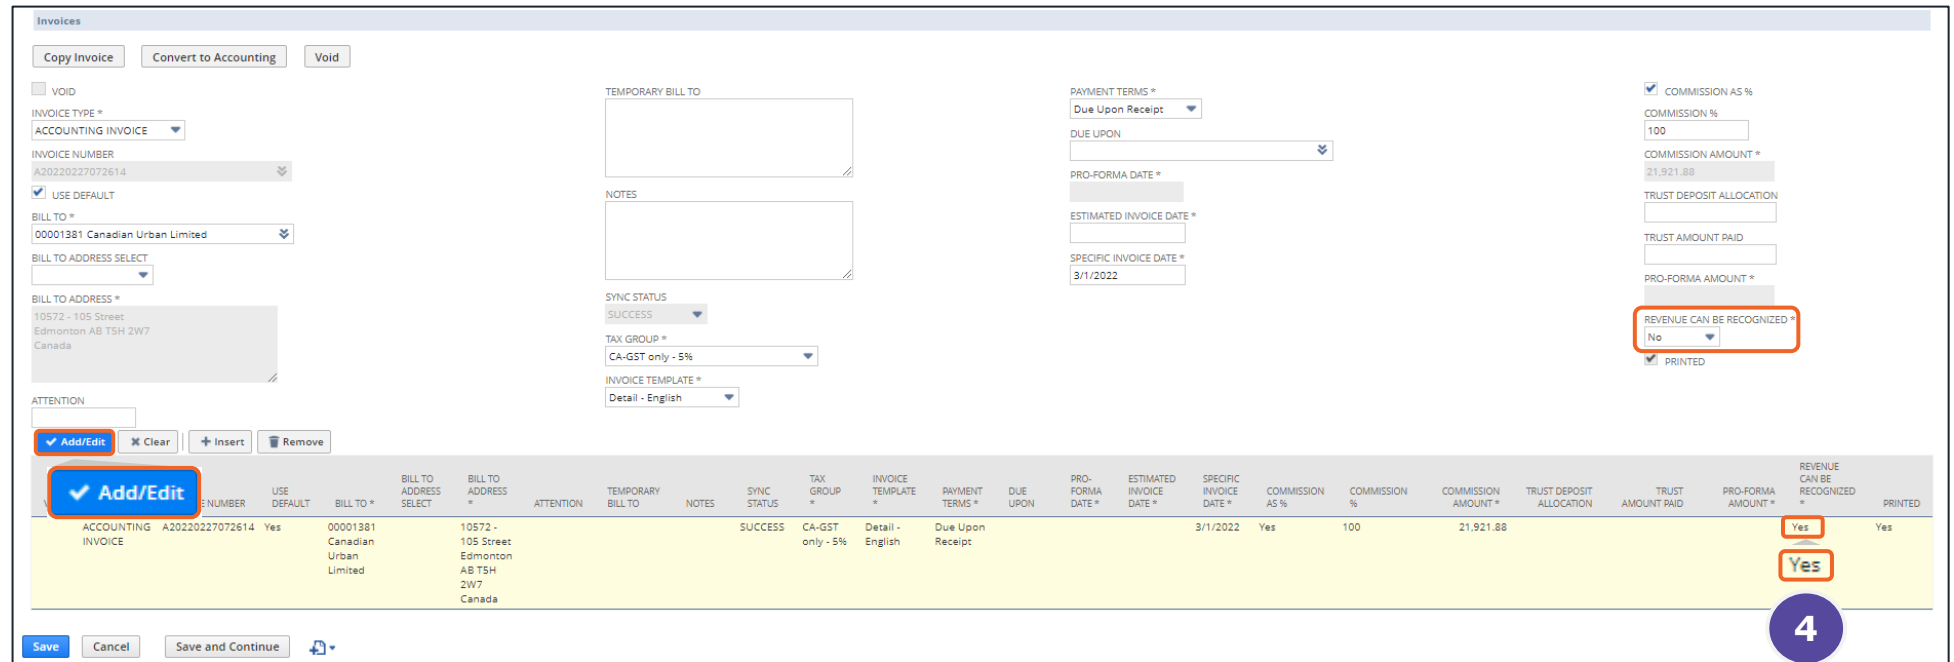 Invoices
Copy Invoice Convert to Accounting Void
VOID
INVOICE TYPE *
ACCOUNTING INVOICE
INVOICE NUMBER
A20220227072614
USE DEFAULT
BILL TO *
00001381 Canadian Urban Limited
BILL TO ADDRESS SELECT
BILL TO ADDRESS *
10572 - 105 Street
Edmonton AB T5H 2W7
Canada
ATTENTION
TEMPORARY BILL TO
NOTES
SYNC STATUS
SUCCESS
TAX GROUP *
CA-GST only - 5%
INVOICE TEMPLATE *
Detail - English
PAYMENT TERMS *
Due Upon Receipt
DUE UPON
PRO-FORMA DATE *
ESTIMATED INVOICE DATE *
SPECIFIC INVOICE DATE *
3/1/2022
COMMISSION AS %
COMMISSION %
100
COMMISSION AMOUNT *
21,921.88
TRUST DEPOSIT ALLOCATION
TRUST AMOUNT PAID
PRO-FORMA AMOUNT *
REVENUE CAN BE RECOGNIZED *
No
PRINTED
Add/Edit Clear Insert Remove
Add/Edit
E NUMBER
USE
DEFAULT
BILL TO *
BILL TO
ADDRESS
SELECT
BILL TO
ADDRESS
*
ATTENTION
TEMPORARY
BILL TO
NOTES
SYNC
STATUS
TAX
GROUP
*
INVOICE
TEMPLATE
*
PAYMENT
TERMS *
DUE
UPON
PRO-
FORMA
DATE *
ESTIMATED
INVOICE
DATE *
SPECIFIC
INVOICE
DATE *
COMMISSION
AS %
COMMISSION
%
COMMISSION
AMOUNT *
TRUST DEPOSIT
ALLOCATION
TRUST
AMOUNT PAID
PRO-FORMA
AMOUNT *
REVENUE
CAN BE
RECOGNIZED
*
PRINTED
ACCOUNTING
INVOICE
A20220227072614
Yes
00001381
Canadian
Urban
Limited
10572 -
105 Street
Edmonton
AB T5H
2W7
Canada
SUCCESS
CA-GST
only - 5%
Detail -
English
Due Upon
Receipt
3/1/2022
Yes
100
21,921.88
Yes
Yes
Yes
4
Save Cancel Save and Continue